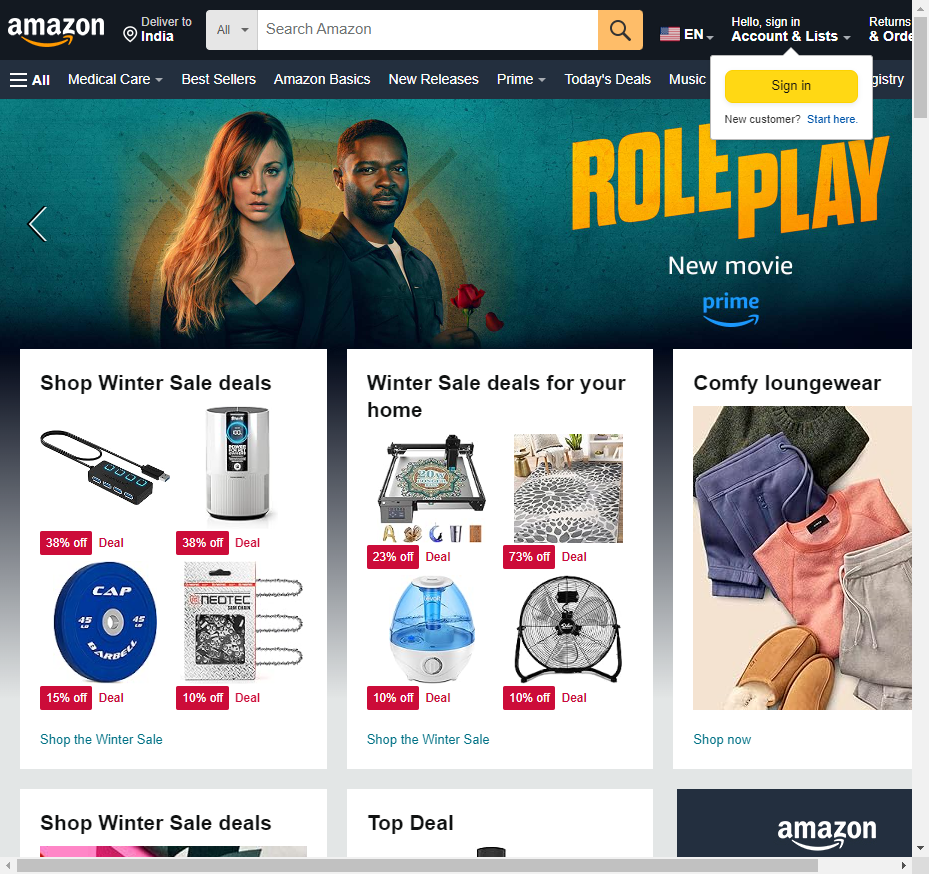 amazon
Deliver to
India
All
Search Amazon
EN
Hello, sign in
Account & Lists
Returns
& Orde
All
Medical Care
Best Sellers
Amazon Basics
New Releases
Prime
Today's Deals
Music
gistry
Sign in
New customer? Start here.
ROLE
PLAY
New movie
prime
Shop Winter Sale deals
38% off Deal
38% off Deal
CAP
45 LB
45 LB
BARBELL
NEOTEC
SAW CHAIN
15% off Deal
10% off Deal
Shop the Winter Sale
Winter Sale deals for your
home
20W
23% off Deal
73% off Deal
10% off Deal
10% off Deal
Shop the Winter Sale
Comfy loungewear
Shop now
Shop Winter Sale deals
Top Deal
amazon